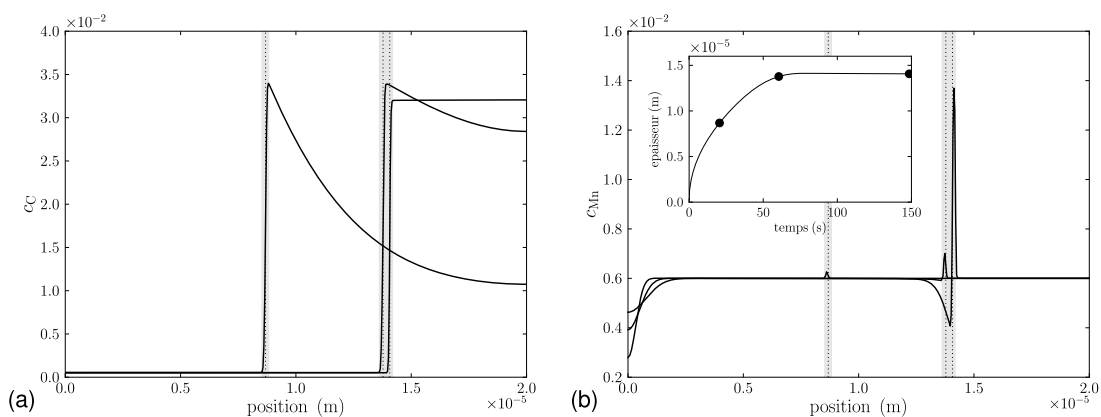 ×10⁻²
4.0
3.5
3.0
2.5
2.0
1.5
1.0
0.5
0.0
c_C
0.0 0.5 1.0 1.5 2.0
position (m)
×10⁻⁵
(a)
×10⁻²
1.6
1.4
1.2
1.0
0.8
0.6
0.4
0.2
c_Mn
0.0 0.5 1.0 1.5 2.0
position (m)
×10⁻⁵
(b)
×10⁻⁵
1.5
1.0
0.5
0.0
epaisseur (m)
0 50 100 150
temps (s)